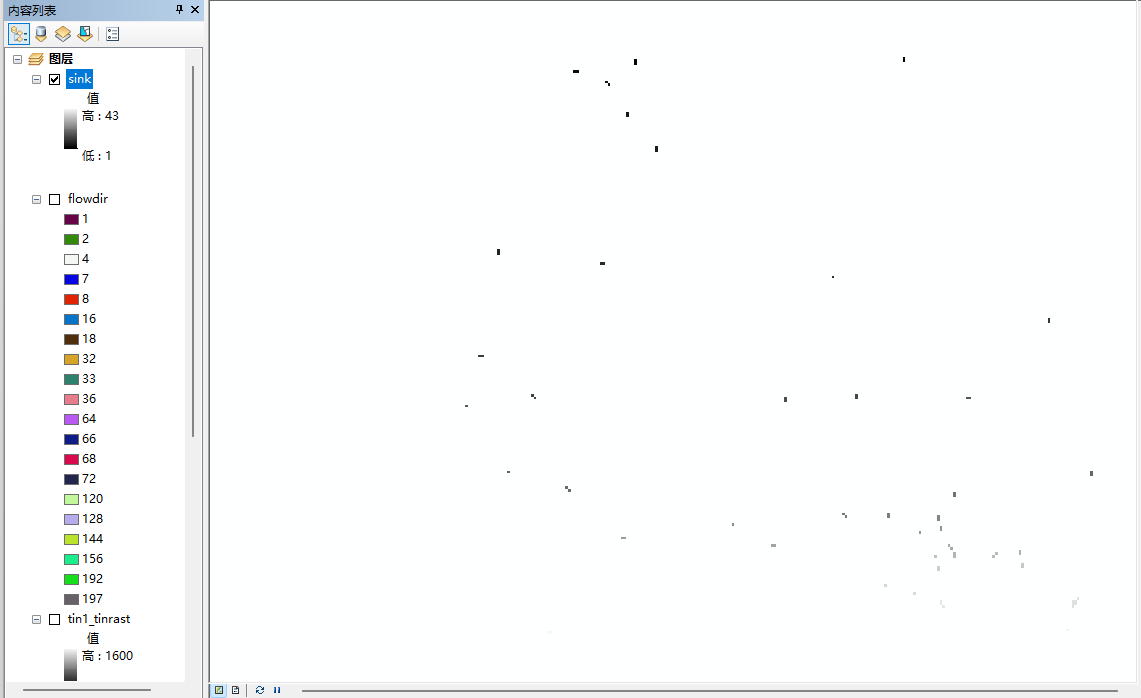 内容列表
图层
sink
值
高 : 43
低 : 1
flowdir
1
2
4
7
8
16
18
32
33
36
64
66
68
72
120
128
144
156
192
197
tin1_tinrast
值
高 : 1600